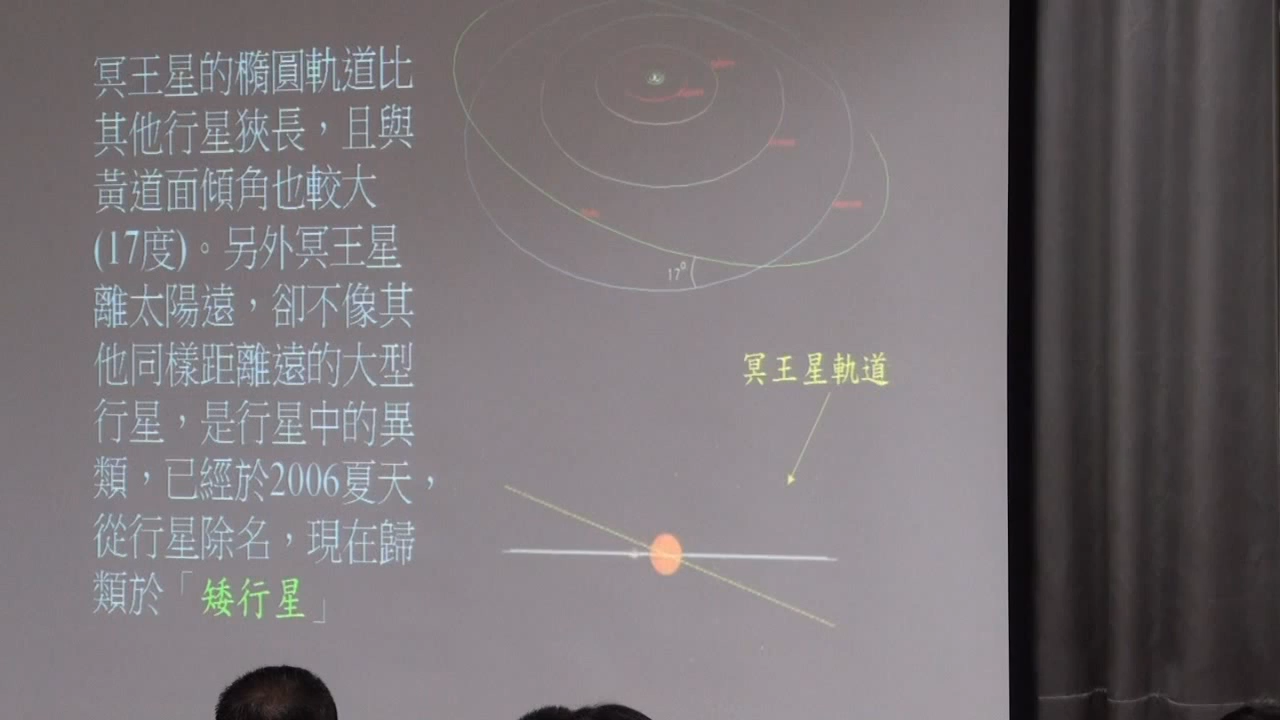 冥王星的橢圓軌道比
其他行星狹長，且與
黃道面傾角也較大
(17度)。另外冥王星
離太陽遠，卻不像其
他同樣距離遠的大型
行星，是行星中的異
類，已經於2006夏天，
從行星除名，現在歸
類於「矮行星」
17⁰
冥王星軌道